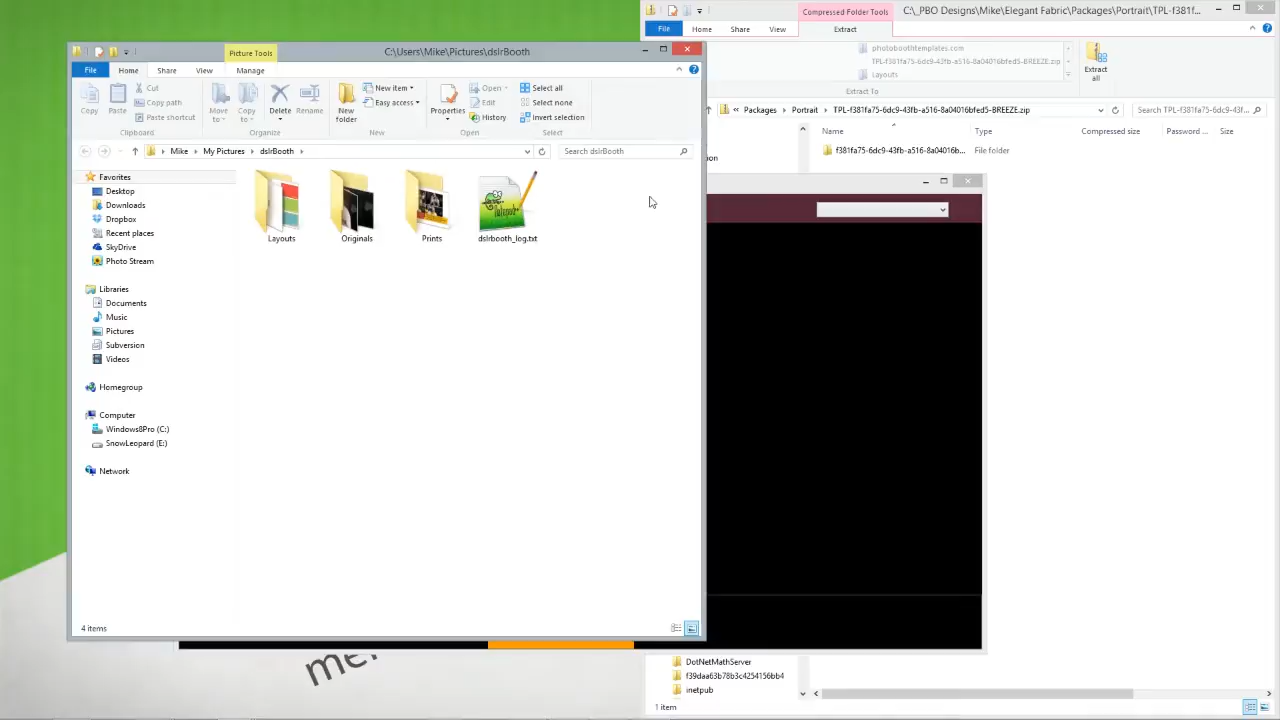 Compressed Folder Tools
C:\_PBO Designs\Mike\Elegant Fabric\Packages\Portrait\TPL-f381f...
File
Home
Share
View
Extract
photoboothtemplates.com
TPL-f381fa75-6dc9-43fb-a516-8a04016bfed5-BREEZE.zip
Layouts
Extract To
Extract
all
Packages
Portrait
TPL-f381fa75-6dc9-43fb-a516-8a04016bfed5-BREEZE.zip
Search TPL-f381fa75-6dc9-43fb-a516-...
Name
Type
Compressed size
Password ...
Size
f381fa75-6dc9-43fb-a516-8a04016b...
File folder
Picture Tools
C:\Users\Mike\Pictures\dslrBooth
File
Home
Share
View
Manage
Copy
Paste
Cut
Copy path
Paste shortcut
Clipboard
Move
to
Copy
to
Delete
Rename
Organize
New
folder
New item
Easy access
New
Properties
Open
Edit
History
Open
Select all
Select none
Invert selection
Select
Mike
My Pictures
dslrBooth
Search dslrBooth
Favorites
Desktop
Downloads
Dropbox
Recent places
SkyDrive
Photo Stream
Libraries
Documents
Music
Pictures
Subversion
Videos
Homegroup
Computer
Windows8Pro (C:)
SnowLeopard (E:)
Network
Layouts
Originals
Prints
dslrbooth_log.txt
4 items
DotNetMathServer
f39daa63b78b3c4254156bb4
inetpub
1 item